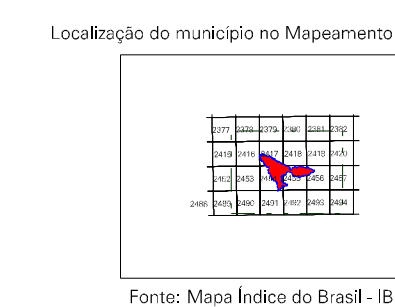 Localização do município no Mapeamento
2377 2378 2379 2380 2381 2382
2415 2416 2417 2418 2419 2420
2452 2453 2455 2456 2457
2488 2489 2490 2491 2492 2493 2494
Fonte: Mapa Índice do Brasil - IB